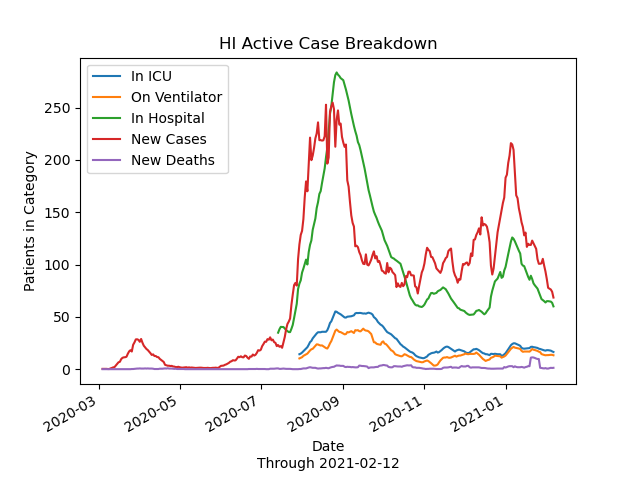 HI Active Case Breakdown
In ICU
On Ventilator
In Hospital
New Cases
New Deaths
Patients in Category
250
200
150
100
50
0
2020-03
2020-05
2020-07
2020-09
2020-11
2021-01
Date
Through 2021-02-12